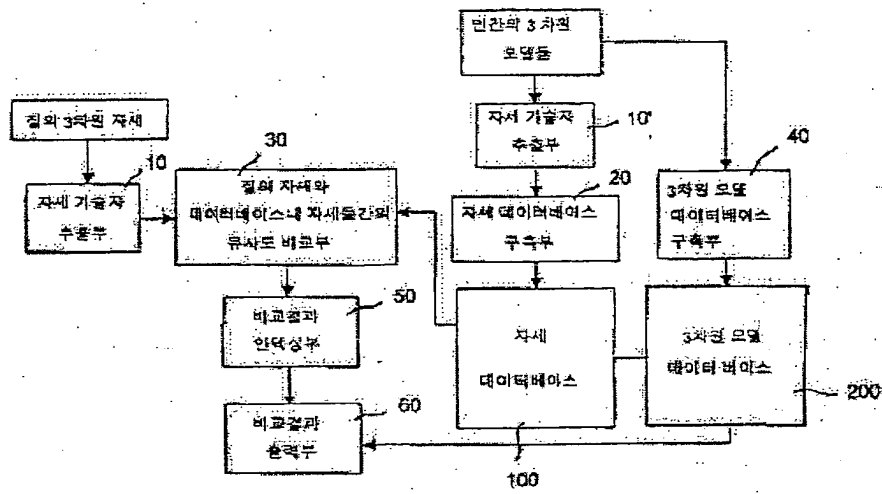 인간의 3 차원
모델들
질의 3차원 자세
자세 기술자
추출부
10'
40
30
10
20
질의 자세와
데이터베이스내 자세들간의
유사도 비교부
자세 기술자
추출부
자세 데이터베이스
구축부
3차원 모델
데이터베이스
구축부
50
비교결과
자세
데이터베이스
3차원 모델
데이터 베이스
200
60
비교결과
출력부
100